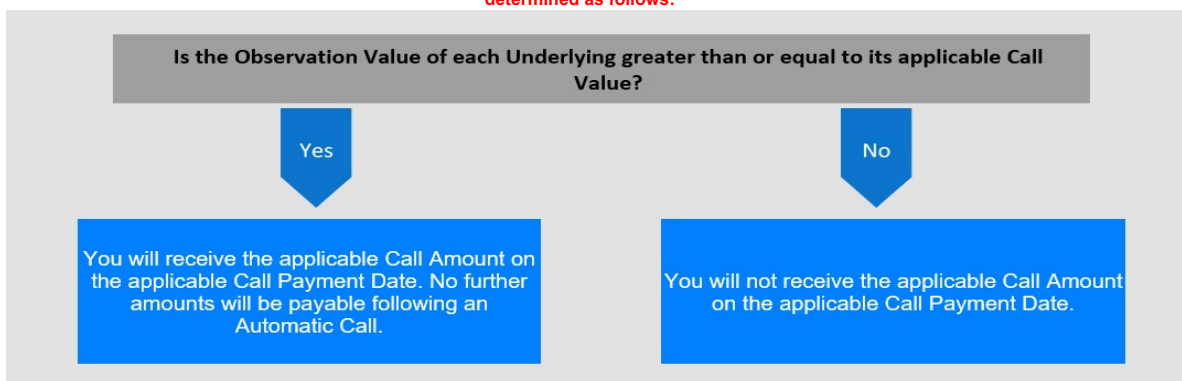 determined as follows:
Is the Observation Value of each Underlying greater than or equal to its applicable Call
Value?
Yes
No
You will receive the applicable Call Amount on
the applicable Call Payment Date. No further
amounts will be payable following an
Automatic Call.
You will not receive the applicable Call Amount
on the applicable Call Payment Date.